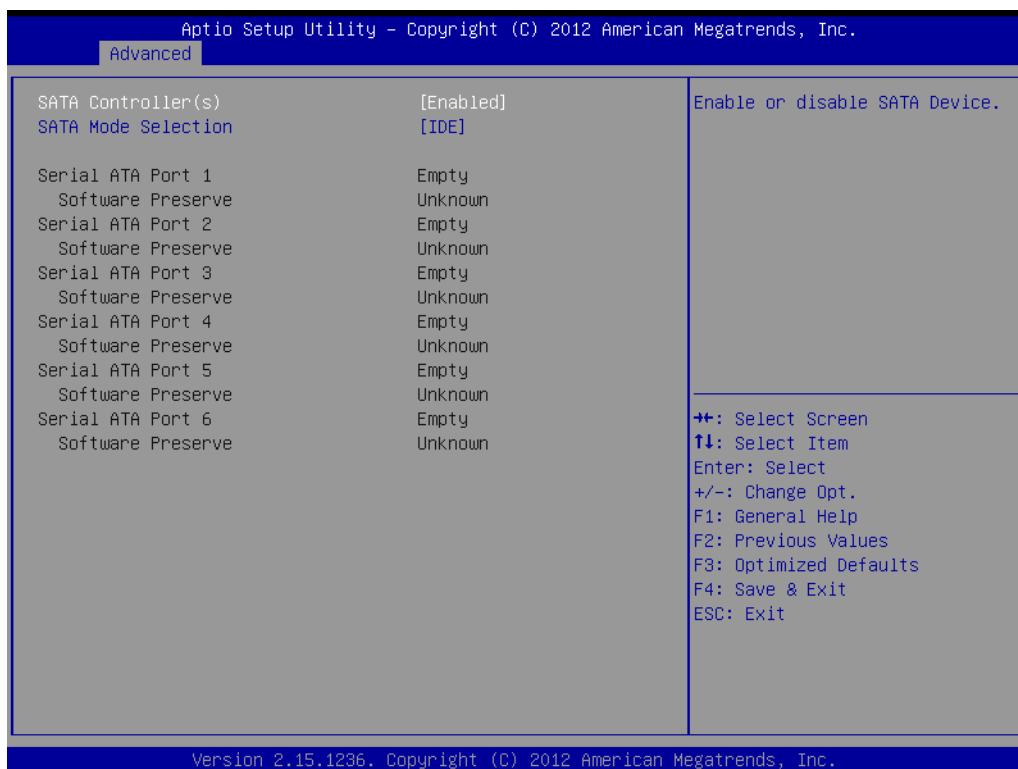 Aptio Setup Utility – Copyright (C) 2012 American Megatrends, Inc.
Advanced
SATA Controller(s) [Enabled]
SATA Mode Selection [IDE]
Serial ATA Port 1 Empty
Software Preserve Unknown
Serial ATA Port 2 Empty
Software Preserve Unknown
Serial ATA Port 3 Empty
Software Preserve Unknown
Serial ATA Port 4 Empty
Software Preserve Unknown
Serial ATA Port 5 Empty
Software Preserve Unknown
Serial ATA Port 6 Empty
Software Preserve Unknown
Enable or disable SATA Device.
→←: Select Screen
↑↓: Select Item
Enter: Select
+/-: Change Opt.
F1: General Help
F2: Previous Values
F3: Optimized Defaults
F4: Save & Exit
ESC: Exit
Version 2.15.1236. Copyright (C) 2012 American Megatrends, Inc.